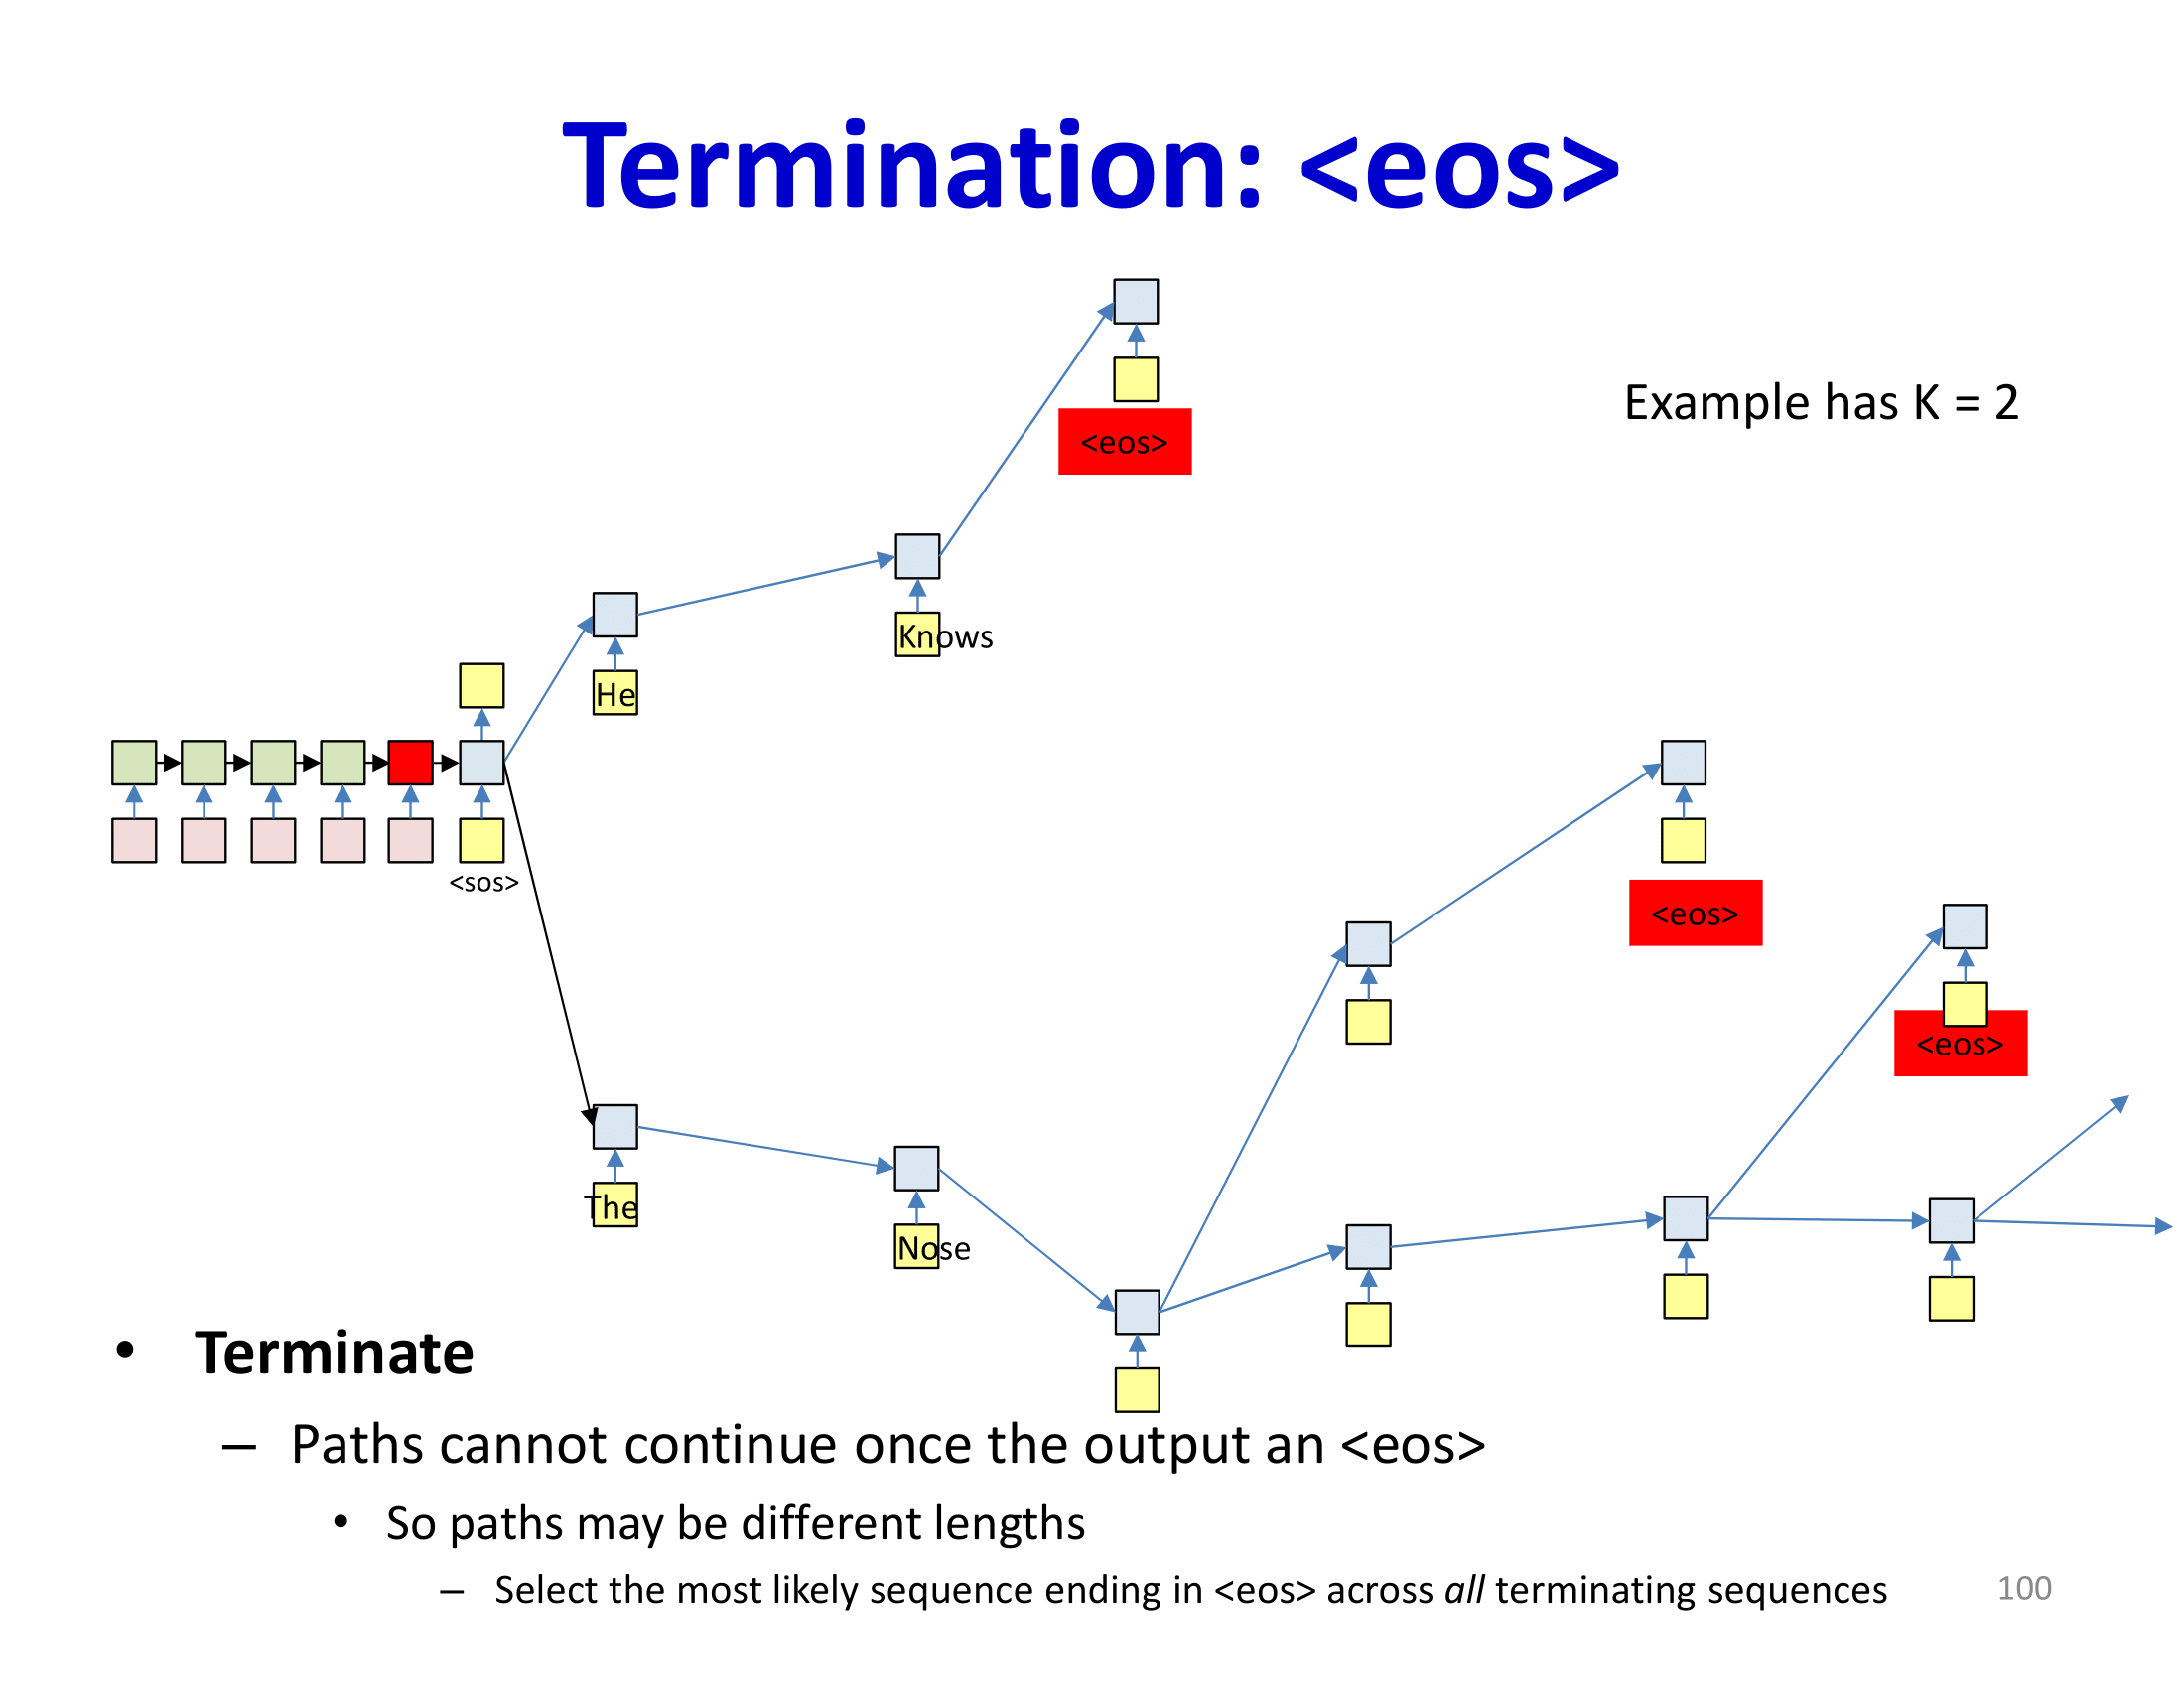 Termination: <eos>
Example has K = 2
<eos>
Knows
He
<sos>
<eos>
<eos>
The
Nose
• Terminate
– Paths cannot continue once the output an <eos>
• So paths may be different lengths
– Select the most likely sequence ending in <eos> across all terminating sequences
100